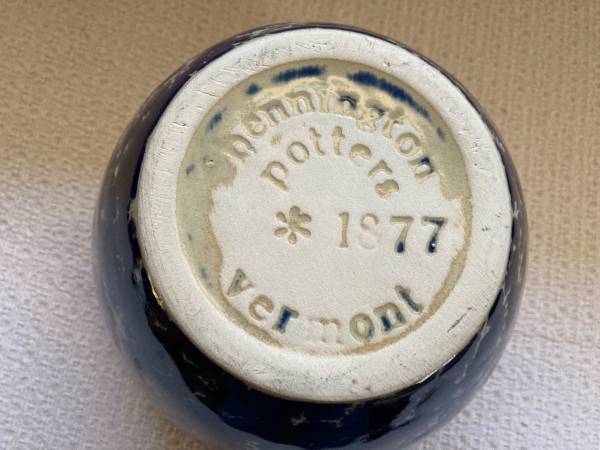 bennington
potters
* 1877
vermont